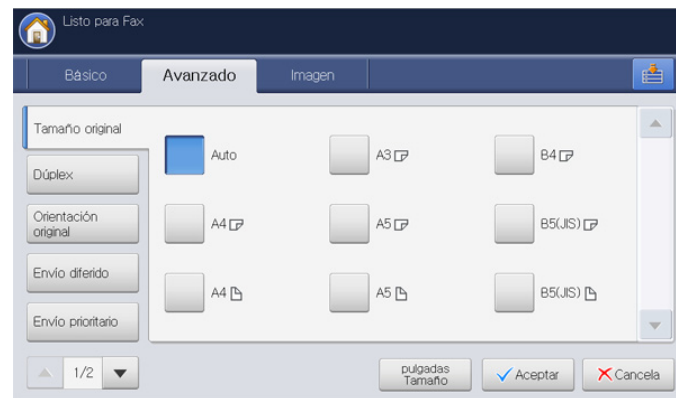 Listo para Fax
Básico Avanzado Imagen
Tamaño original
Dúplex
Orientación
original
Envío diferido
Envío prioritario
Auto A3 B4
A4 A5 B5(JIS)
A4 A5 B5(JIS)
1/2
pulgadas
Tamaño
Aceptar
Cancela